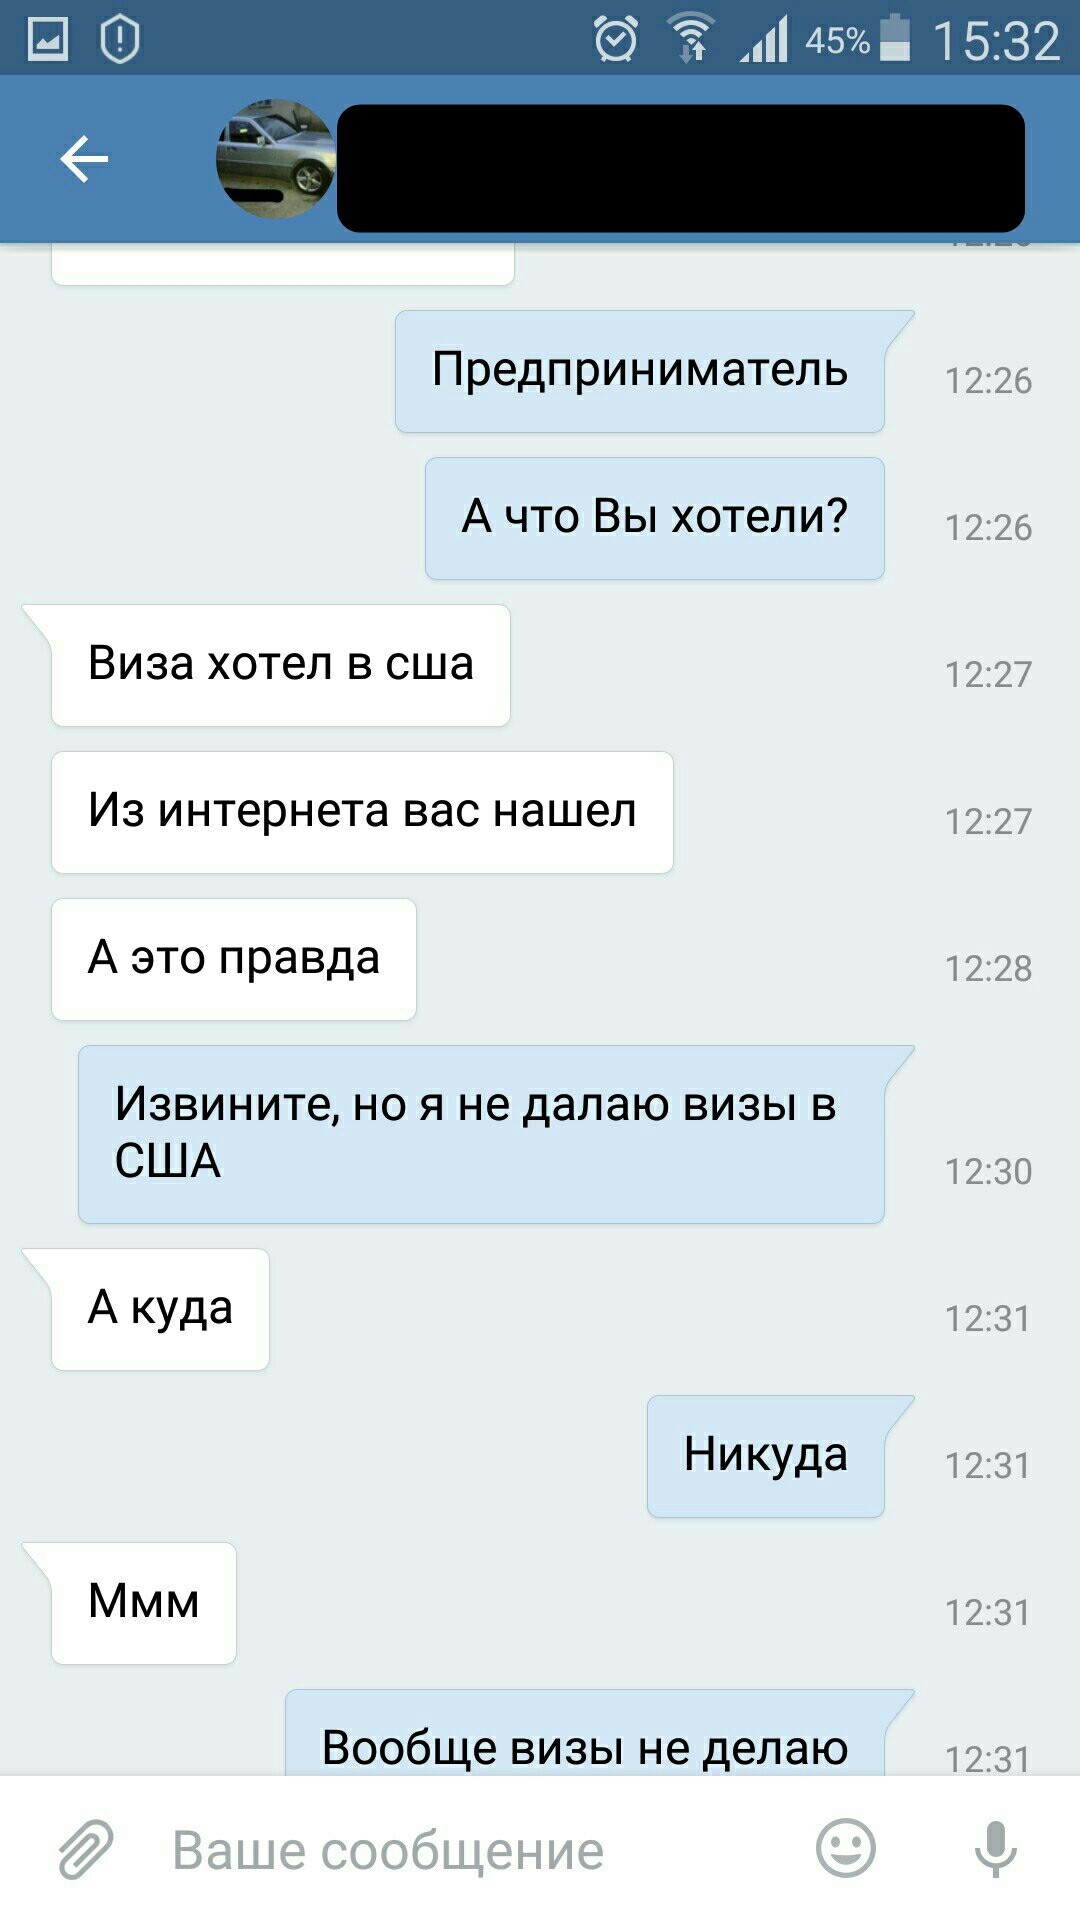 45% 15:32
Предприниматель
12:26
А что Вы хотели?
12:26
Виза хотел в сша
12:27
Из интернета вас нашел
12:27
А это правда
12:28
Извините, но я не далаю визы в
США
12:30
А куда
12:31
Никуда
12:31
Ммм
12:31
Вообще визы не делаю
12:31
Ваше сообщение